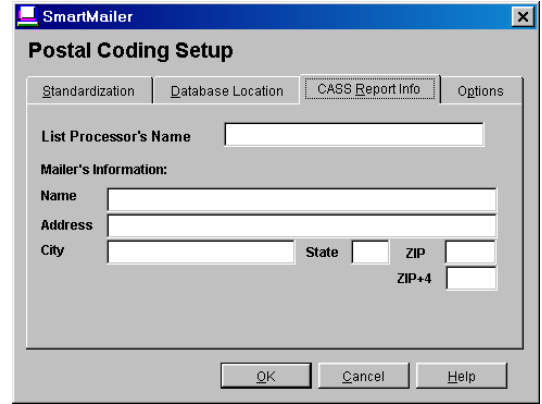 SmartMailer
Postal Coding Setup
Standardization Database Location CASS Report Info Options
List Processor's Name
Mailer's Information:
Name
Address
City State ZIP
ZIP+4
OK Cancel Help